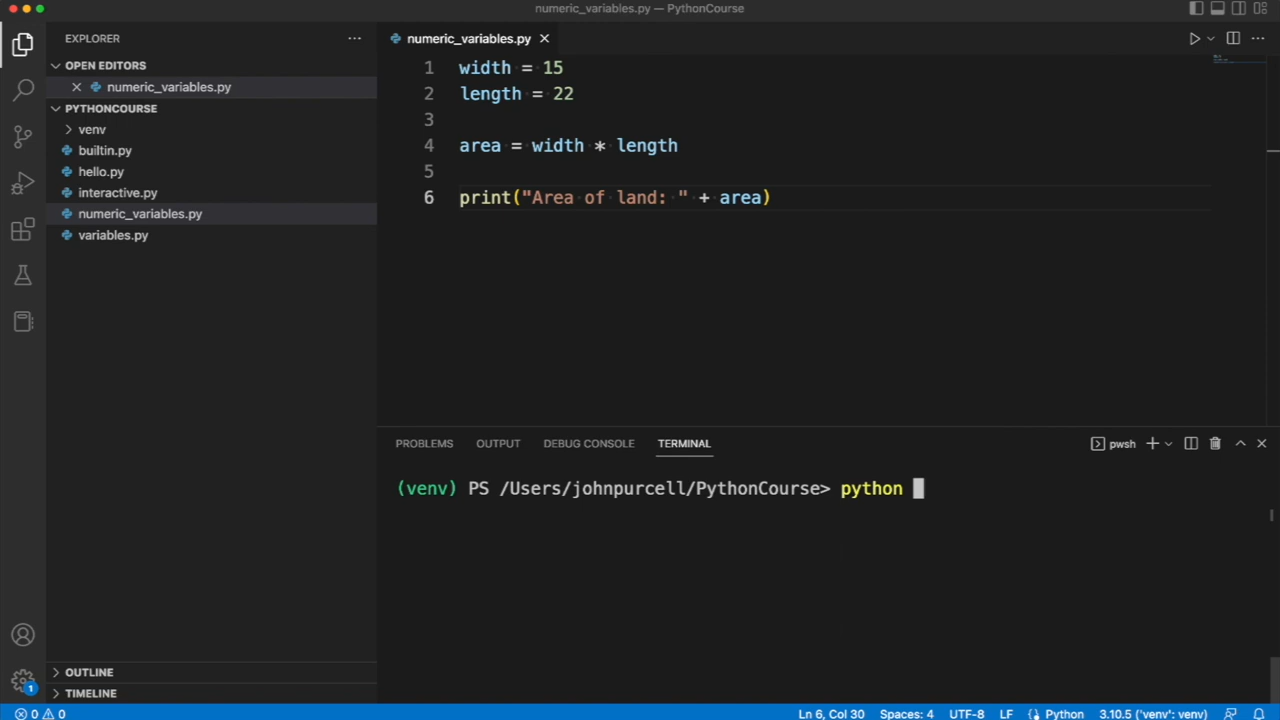 numeric_variables.py — PythonCourse
EXPLORER
numeric_variables.py
OPEN EDITORS
numeric_variables.py
PYTHONCOURSE
venv
builtin.py
hello.py
interactive.py
numeric_variables.py
variables.py
1 width = 15
2 length = 22
3
4 area = width * length
5
6 print("Area of land: " + area)
PROBLEMS OUTPUT DEBUG CONSOLE TERMINAL pwsh
(venv) PS /Users/johnpurcell/PythonCourse> python
OUTLINE
1
TIMELINE
0 0 Ln 6, Col 30 Spaces: 4 UTF-8 LF Python 3.10.5 ('venv': venv)